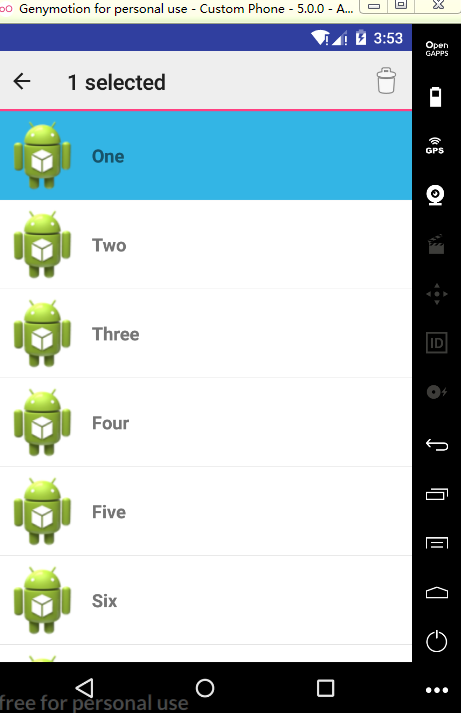 Genymotion for personal use - Custom Phone - 5.0.0 - A...
3:53
Open
GAPPS
1 selected
GPS
One
Two
Three
ID
Four
Five
Six
free for personal use